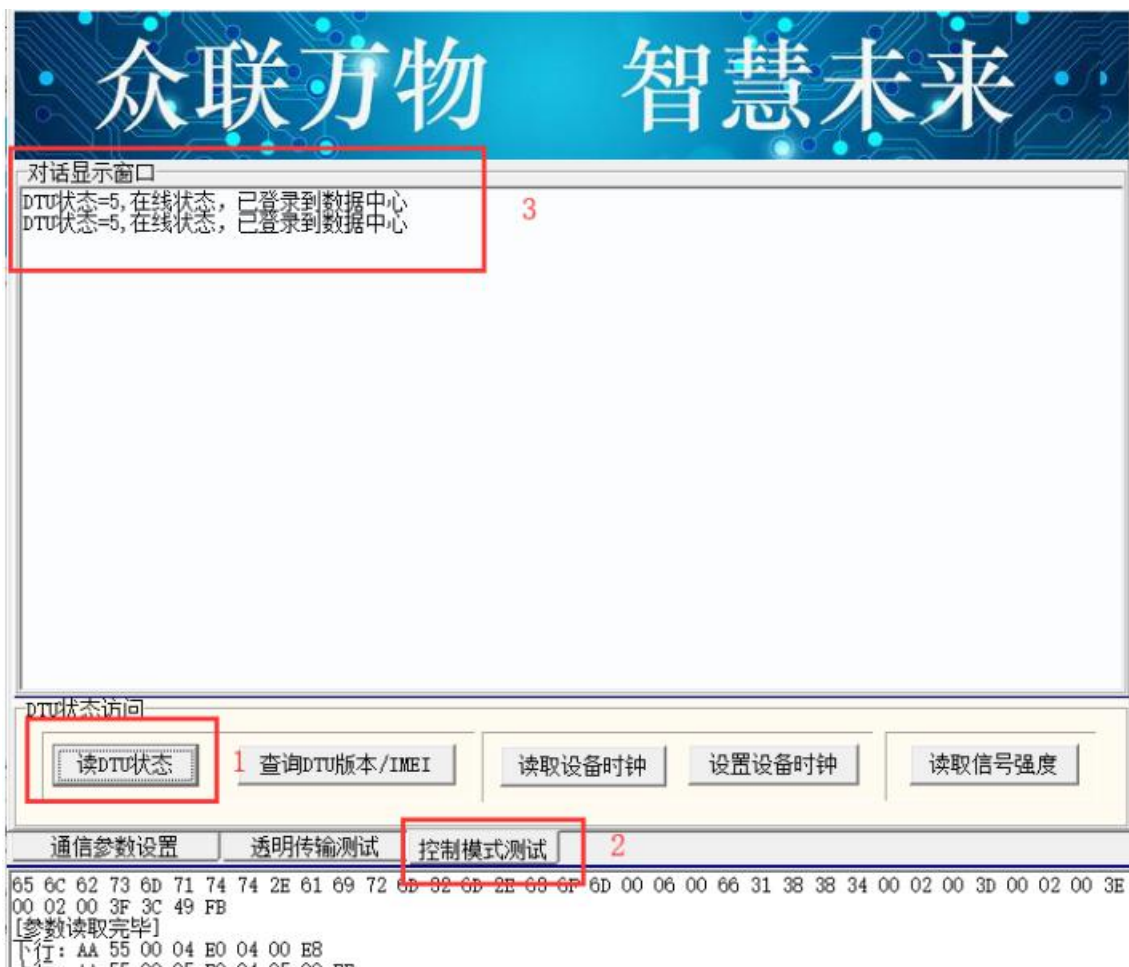 众联万物 智慧未来
对话显示窗口
DTU状态=5,在线状态，已登录到数据中心
DTU状态=5,在线状态，已登录到数据中心
3
DTU状态访问
读DTU状态 1 查询DTU版本/IMEI 读取设备时钟 设置设备时钟 读取信号强度
通信参数设置 透明传输测试 控制模式测试 2
65 6C 62 73 6D 71 74 74 2E 61 69 72 6D 32 6D 2E 63 6F 6D 00 06 00 66 31 38 38 34 00 02 00 3D 00 02 00 3E
00 02 00 3F 3C 49 FB
[参数读取完毕]
下行: AA 55 00 04 E0 04 00 E8